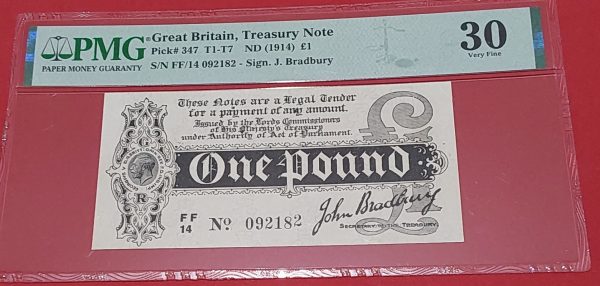 PMG
PAPER MONEY GUARANTY
Great Britain, Treasury Note
Pick# 347 T1-T7 ND (1914) £1
S/N FF/14 092182 - Sign. J. Bradbury
30
Very Fine
These Notes are a Legal Tender
for a payment of any amount.
Issued by the Lords Commissioners
of His Majesty's Treasury
under Authority of Act of Parliament.
£
G
R
One Pound
FF
14
No. 092182
John Bradbury
SECRETARY TO THE TREASURY.